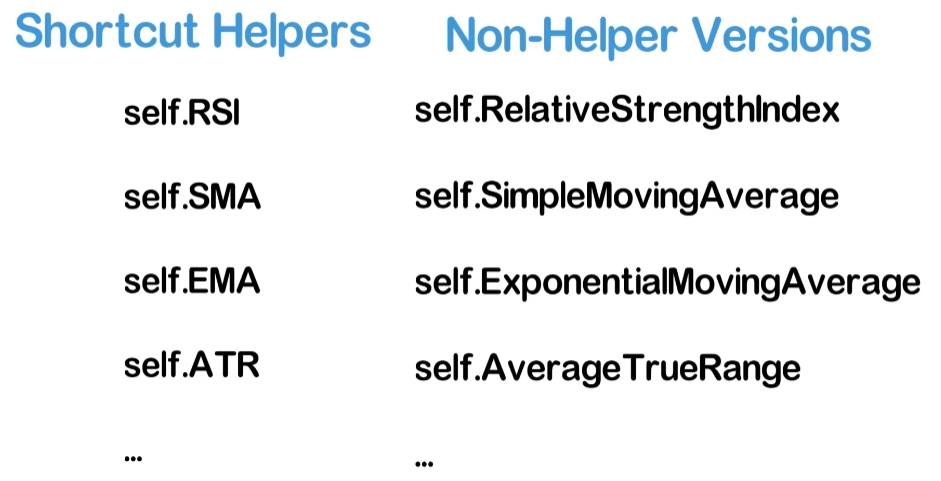 Shortcut Helpers Non-Helper Versions
self.RSI self.RelativeStrengthIndex
self.SMA self.SimpleMovingAverage
self.EMA self.ExponentialMovingAverage
self.ATR self.AverageTrueRange
... ...